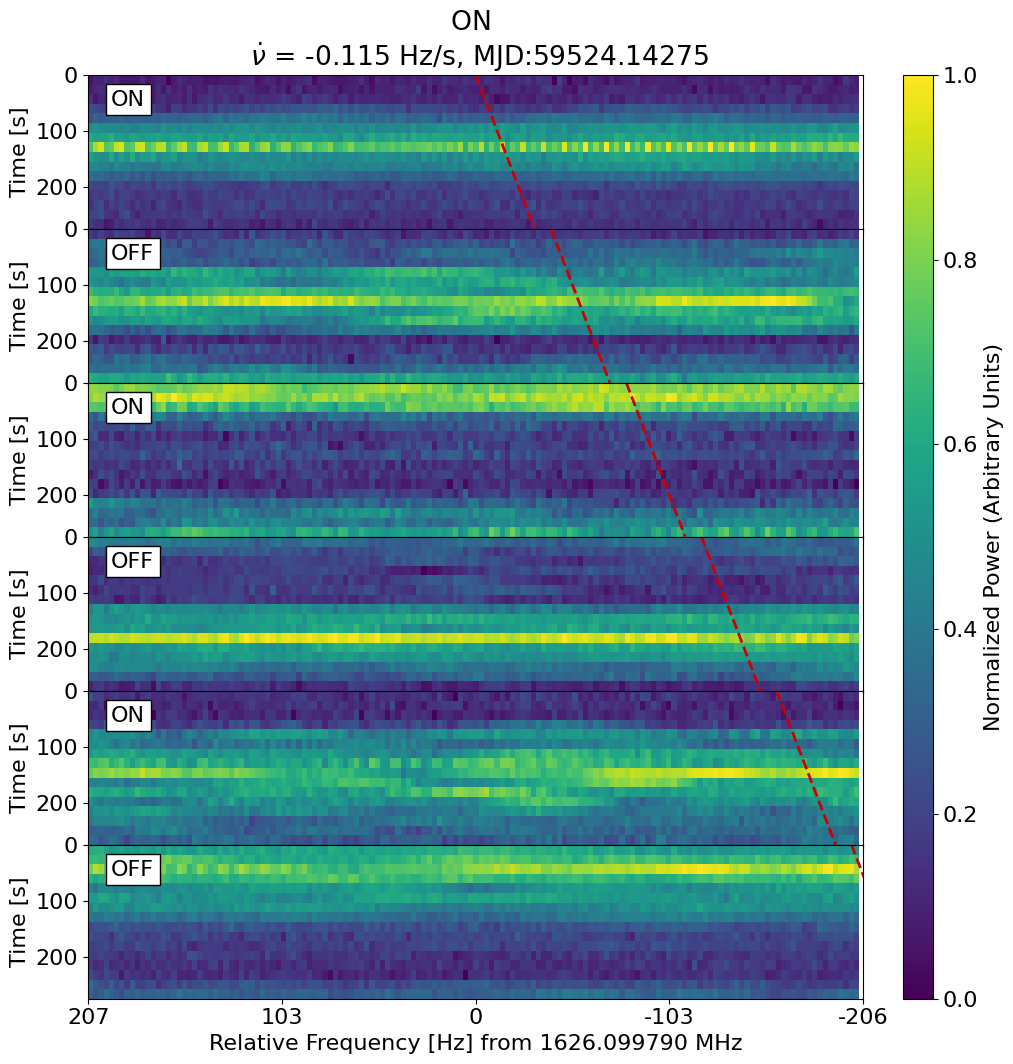 ON
ν̇ = -0.115 Hz/s, MJD:59524.14275
0
ON
100
Time [s]
200
0
OFF
100
Time [s]
200
0
ON
100
Time [s]
200
0
OFF
100
Time [s]
200
0
ON
100
Time [s]
200
0
OFF
100
Time [s]
200
207 103 0 -103 -206
Relative Frequency [Hz] from 1626.099790 MHz
1.0
0.8
0.6
0.4
0.2
0.0
Normalized Power (Arbitrary Units)